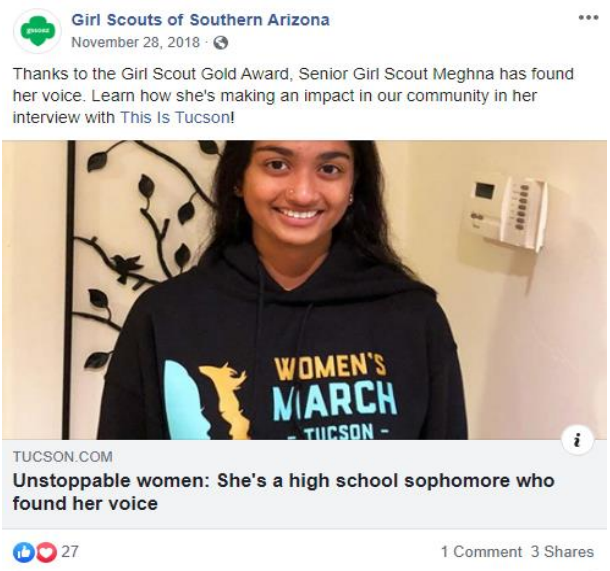 Girl Scouts of Southern Arizona
November 28, 2018
Thanks to the Girl Scout Gold Award, Senior Girl Scout Meghna has found
her voice. Learn how she's making an impact in our community in her
interview with This Is Tucson!
WOMEN'S
MARCH
- TUCSON -
i
TUCSON.COM
Unstoppable women: She's a high school sophomore who
found her voice
27
1 Comment 3 Shares